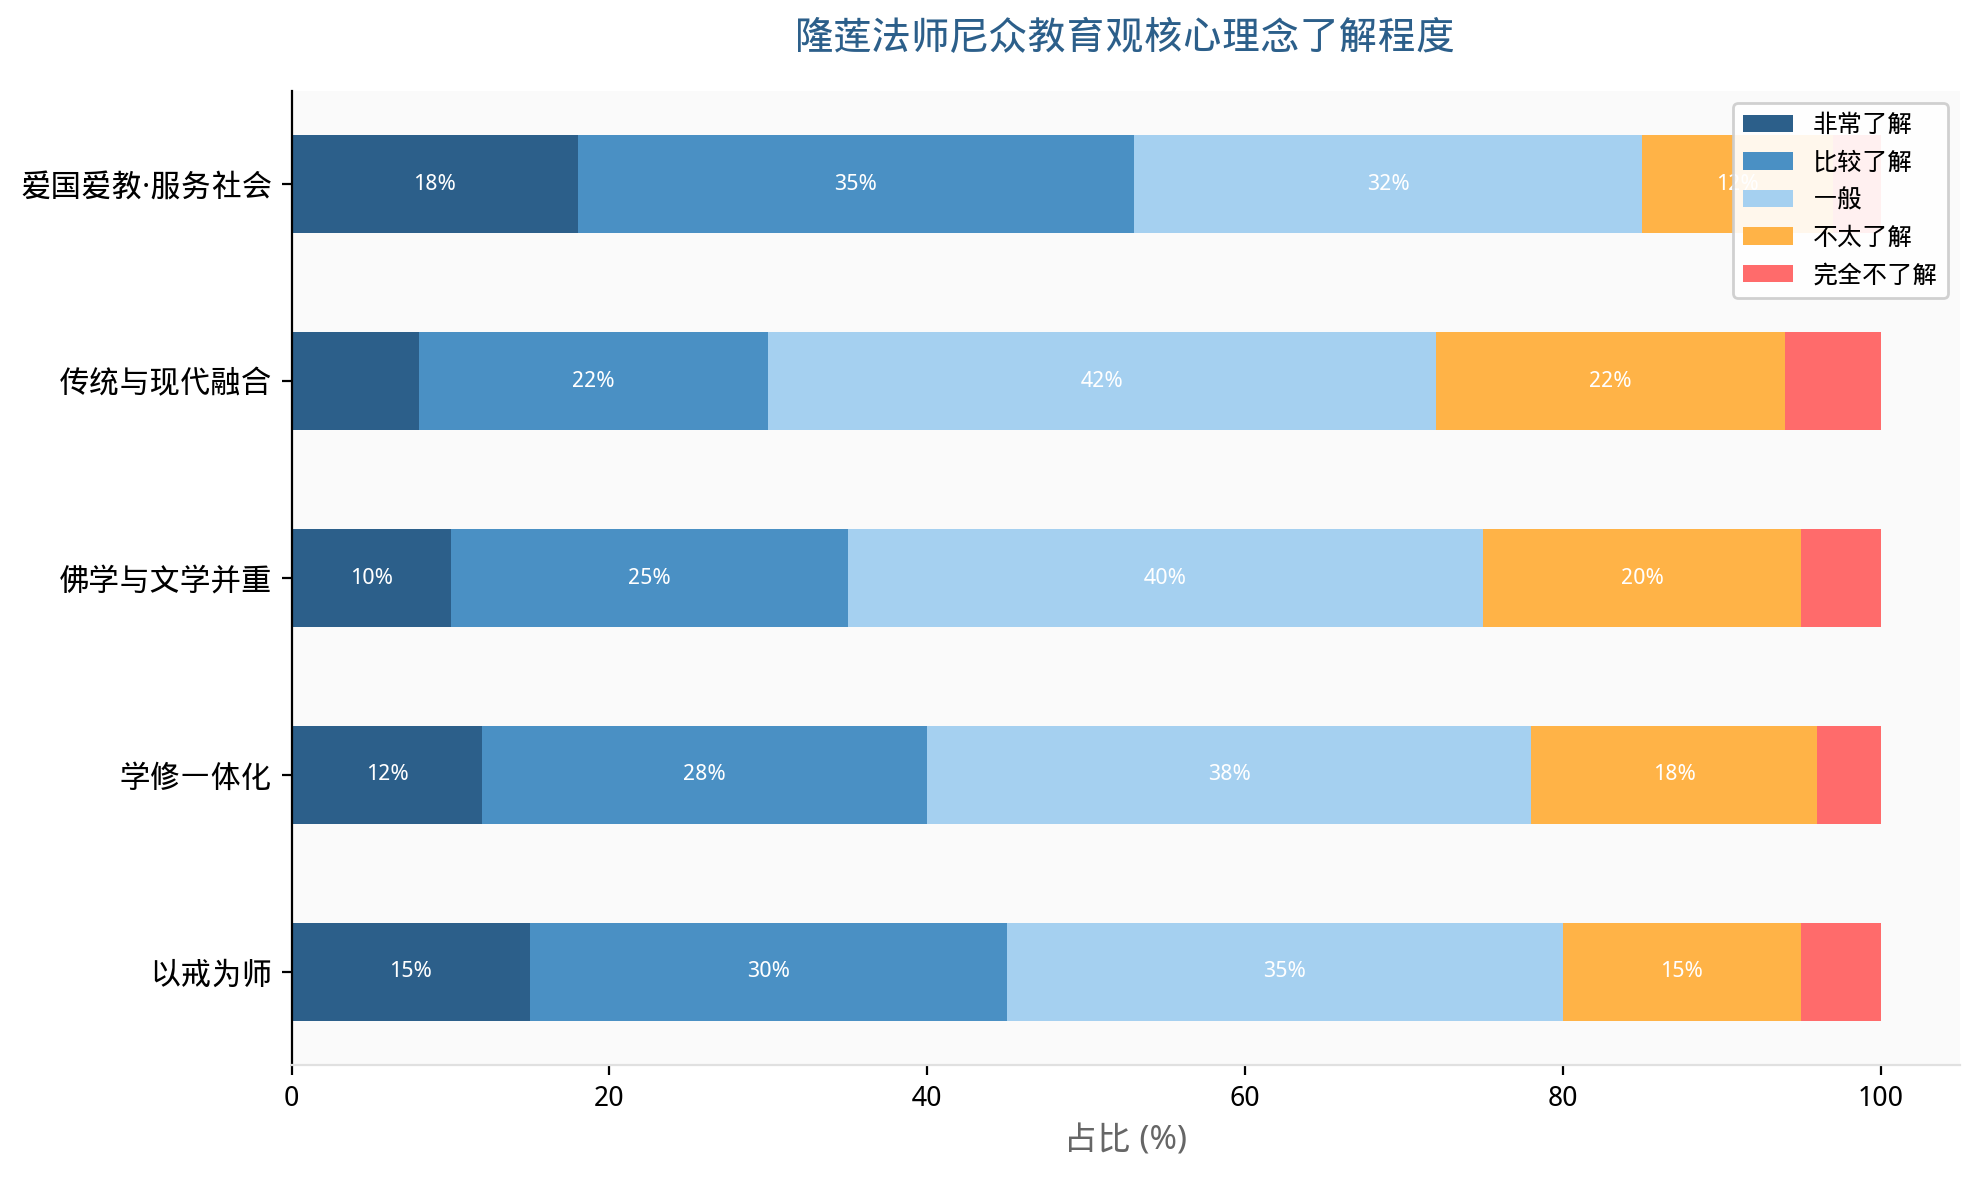 隆莲法师尼众教育观核心理念了解程度
非常了解
比较了解
一般
不太了解
完全不了解
爱国爱教·服务社会
18%
35%
32%
12%
传统与现代融合
22%
42%
22%
佛学与文学并重
10%
25%
40%
20%
学修一体化
12%
28%
38%
18%
以戒为师
15%
30%
35%
15%
0
20
40
60
80
100
占比 (%)